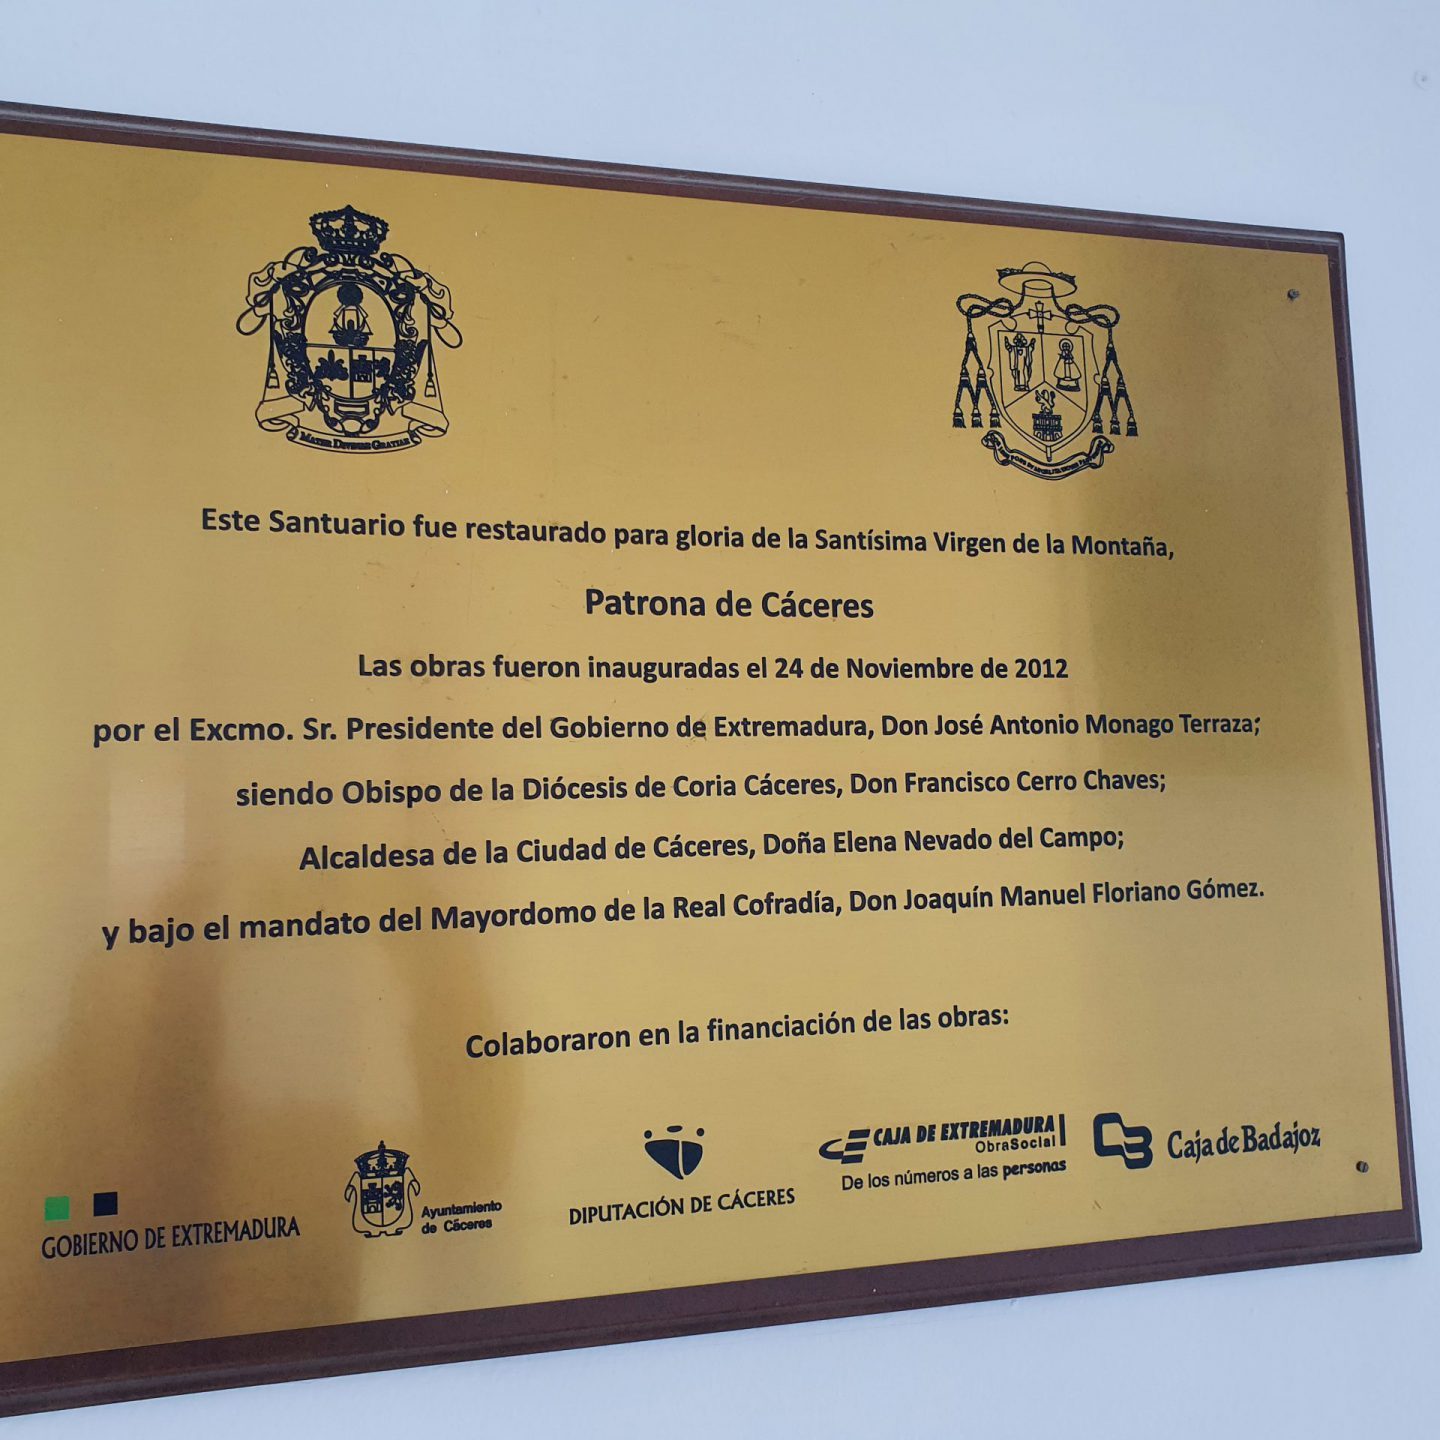 MATER DIVINAE GRATIAE
Este Santuario fue restaurado para gloria de la Santísima Virgen de la Montaña,
Patrona de Cáceres
Las obras fueron inauguradas el 24 de Noviembre de 2012
por el Excmo. Sr. Presidente del Gobierno de Extremadura, Don José Antonio Monago Terraza;
siendo Obispo de la Diócesis de Coria Cáceres, Don Francisco Cerro Chaves;
Alcaldesa de la Ciudad de Cáceres, Doña Elena Nevado del Campo;
y bajo el mandato del Mayordomo de la Real Cofradía, Don Joaquín Manuel Floriano Gómez.
Colaboraron en la financiación de las obras:
GOBIERNO DE EXTREMADURA
Ayuntamiento
de Cáceres
DIPUTACIÓN DE CÁCERES
CAJA DE EXTREMADURA
ObraSocial
De los números a las personas
Caja de Badajoz